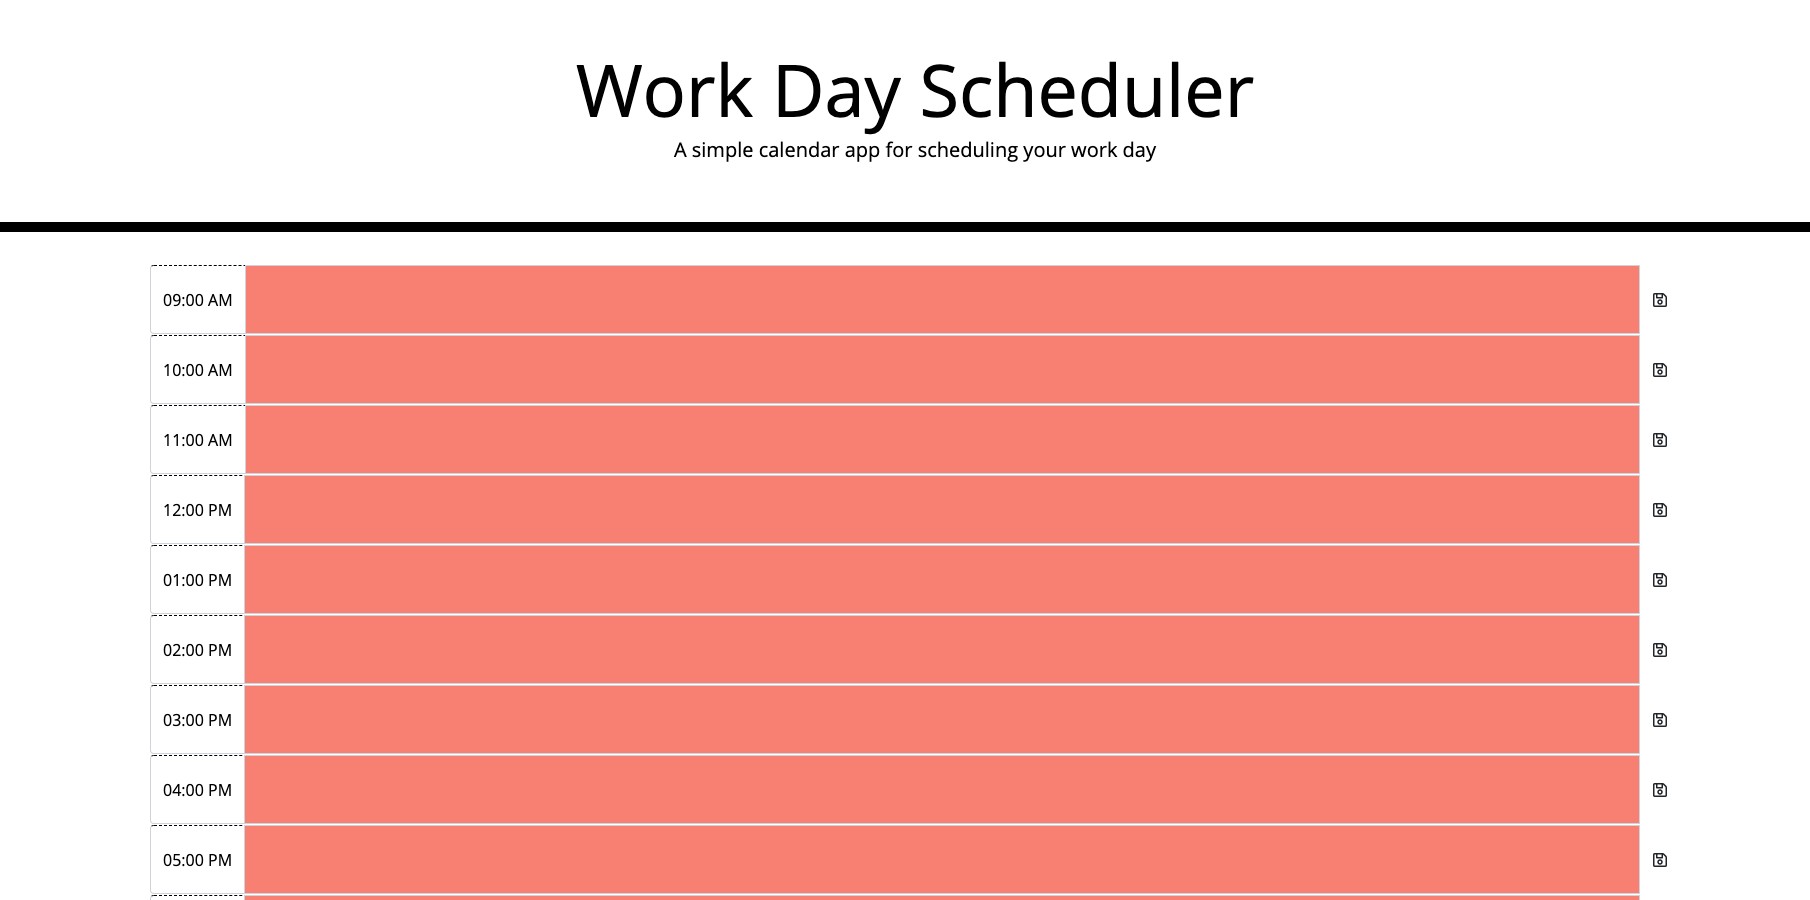 Work Day Scheduler
A simple calendar app for scheduling your work day
09:00 AM
10:00 AM
11:00 AM
12:00 PM
01:00 PM
02:00 PM
03:00 PM
04:00 PM
05:00 PM